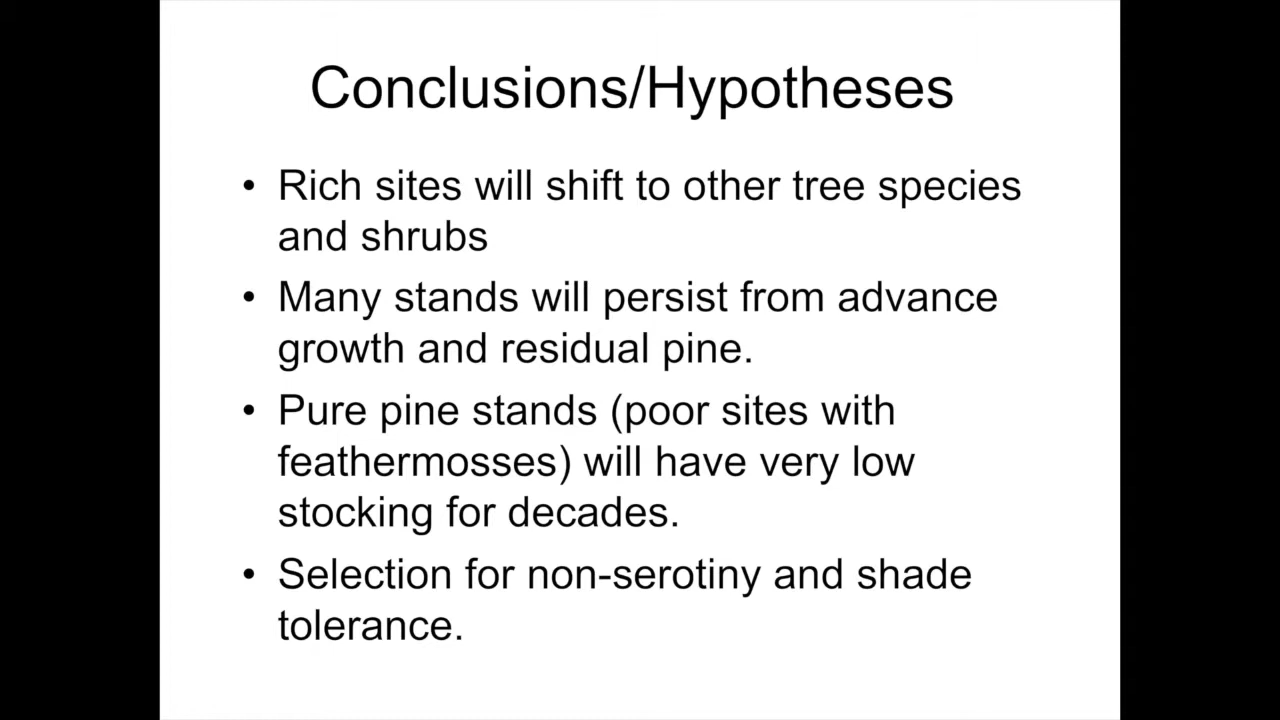 Conclusions/Hypotheses
• Rich sites will shift to other tree species
and shrubs
• Many stands will persist from advance
growth and residual pine.
• Pure pine stands (poor sites with
feathermosses) will have very low
stocking for decades.
• Selection for non-serotiny and shade
tolerance.